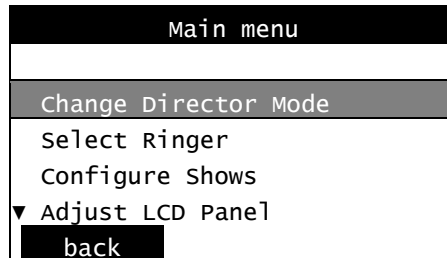 Main menu
Change Director Mode
Select Ringer
Configure Shows
▼ Adjust LCD Panel
back